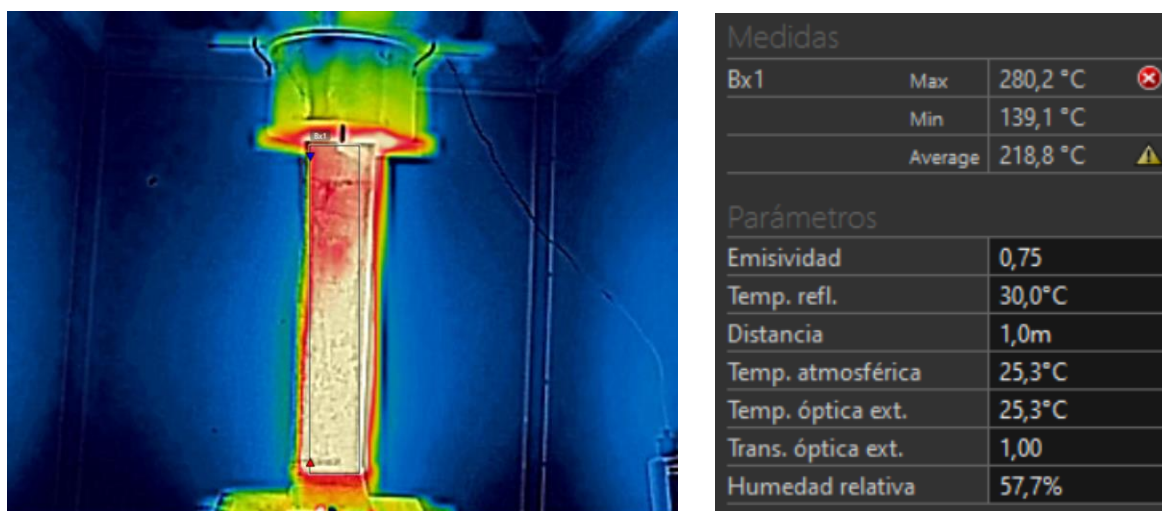 Bx1
Medidas
Bx1 Max 280,2 °C
Min 139,1 °C
Average 218,8 °C
Parámetros
Emisividad 0,75
Temp. refl. 30,0°C
Distancia 1,0m
Temp. atmosférica 25,3°C
Temp. óptica ext. 25,3°C
Trans. óptica ext. 1,00
Humedad relativa 57,7%